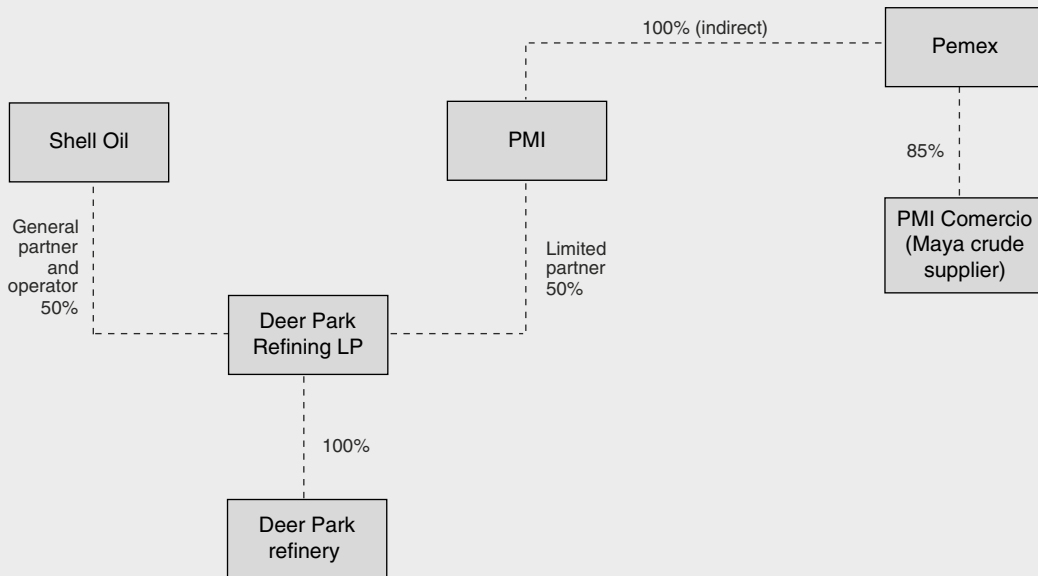 100% (indirect)
Pemex
Shell Oil
PMI
85%
General
partner
and
operator
50%
Limited
partner
50%
PMI Comercio
(Maya crude
supplier)
Deer Park
Refining LP
100%
Deer Park
refinery